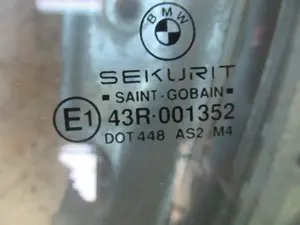 BMW
SEKURIT
SAINT-GOBAIN
E1 43R-001352
DOT 448 AS2 M4